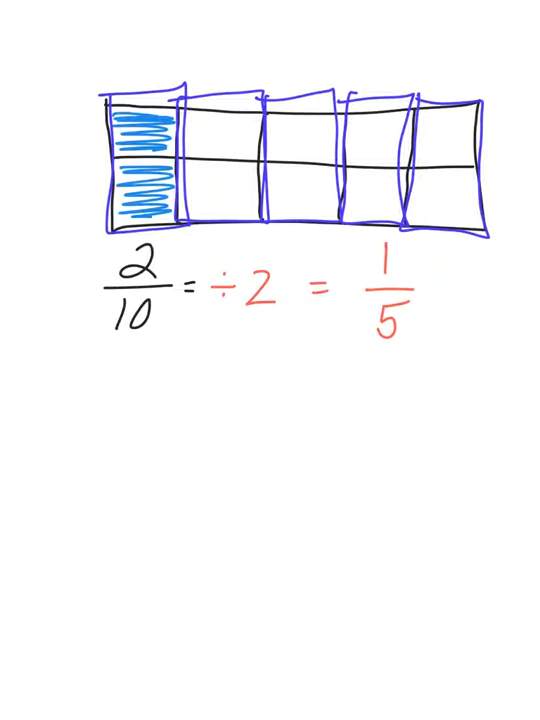 2/10 = ÷ 2 = 1/5